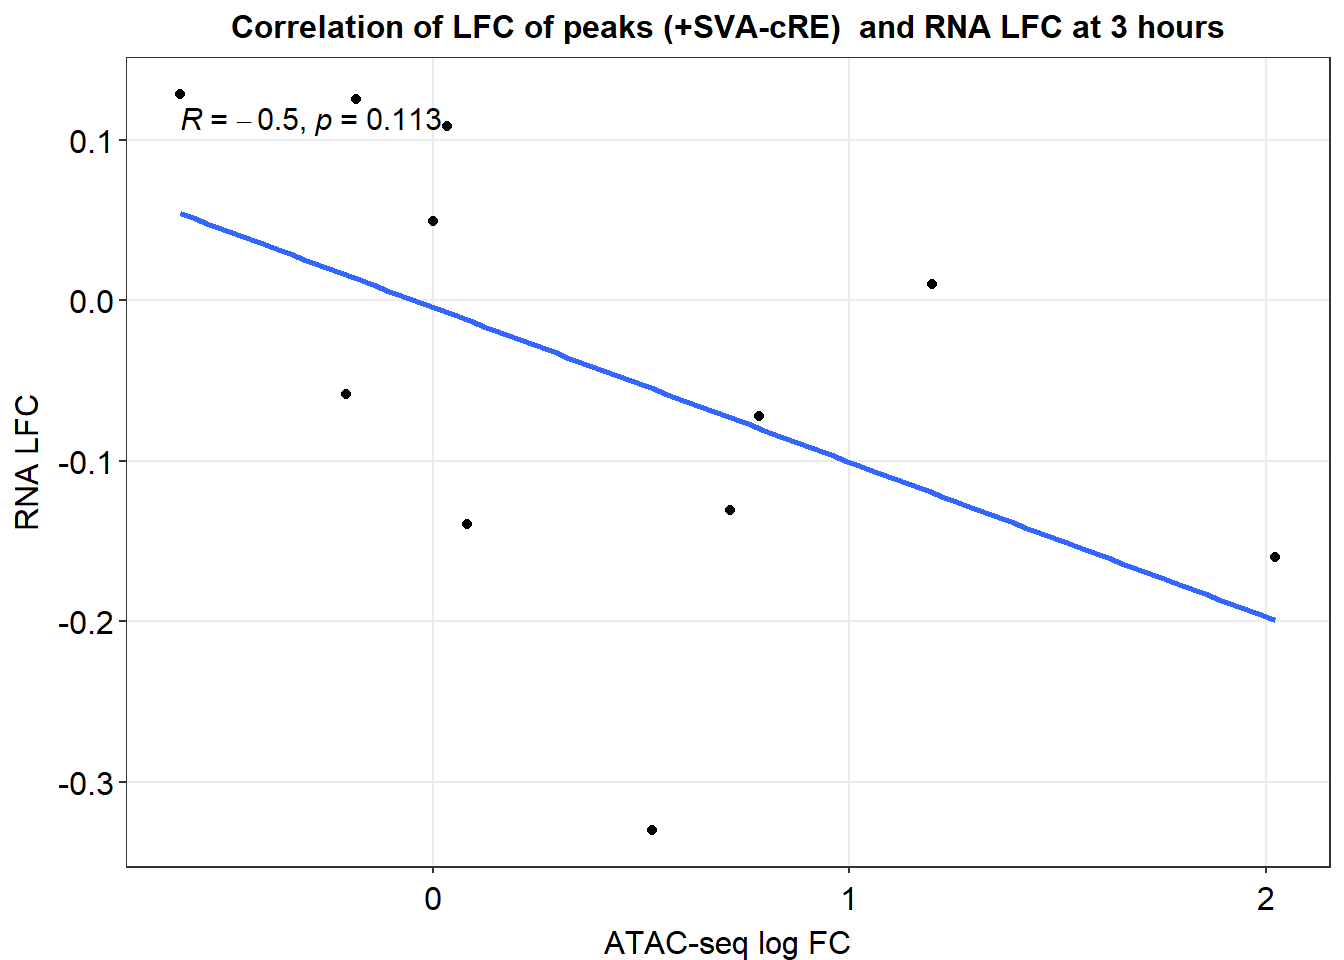 Correlation of LFC of peaks (+SVA-cRE)  and RNA LFC at 3 hours
R = −0.5, p = 0.113
0.1
0.0
-0.1
-0.2
-0.3
RNA LFC
0 1 2
ATAC-seq log FC